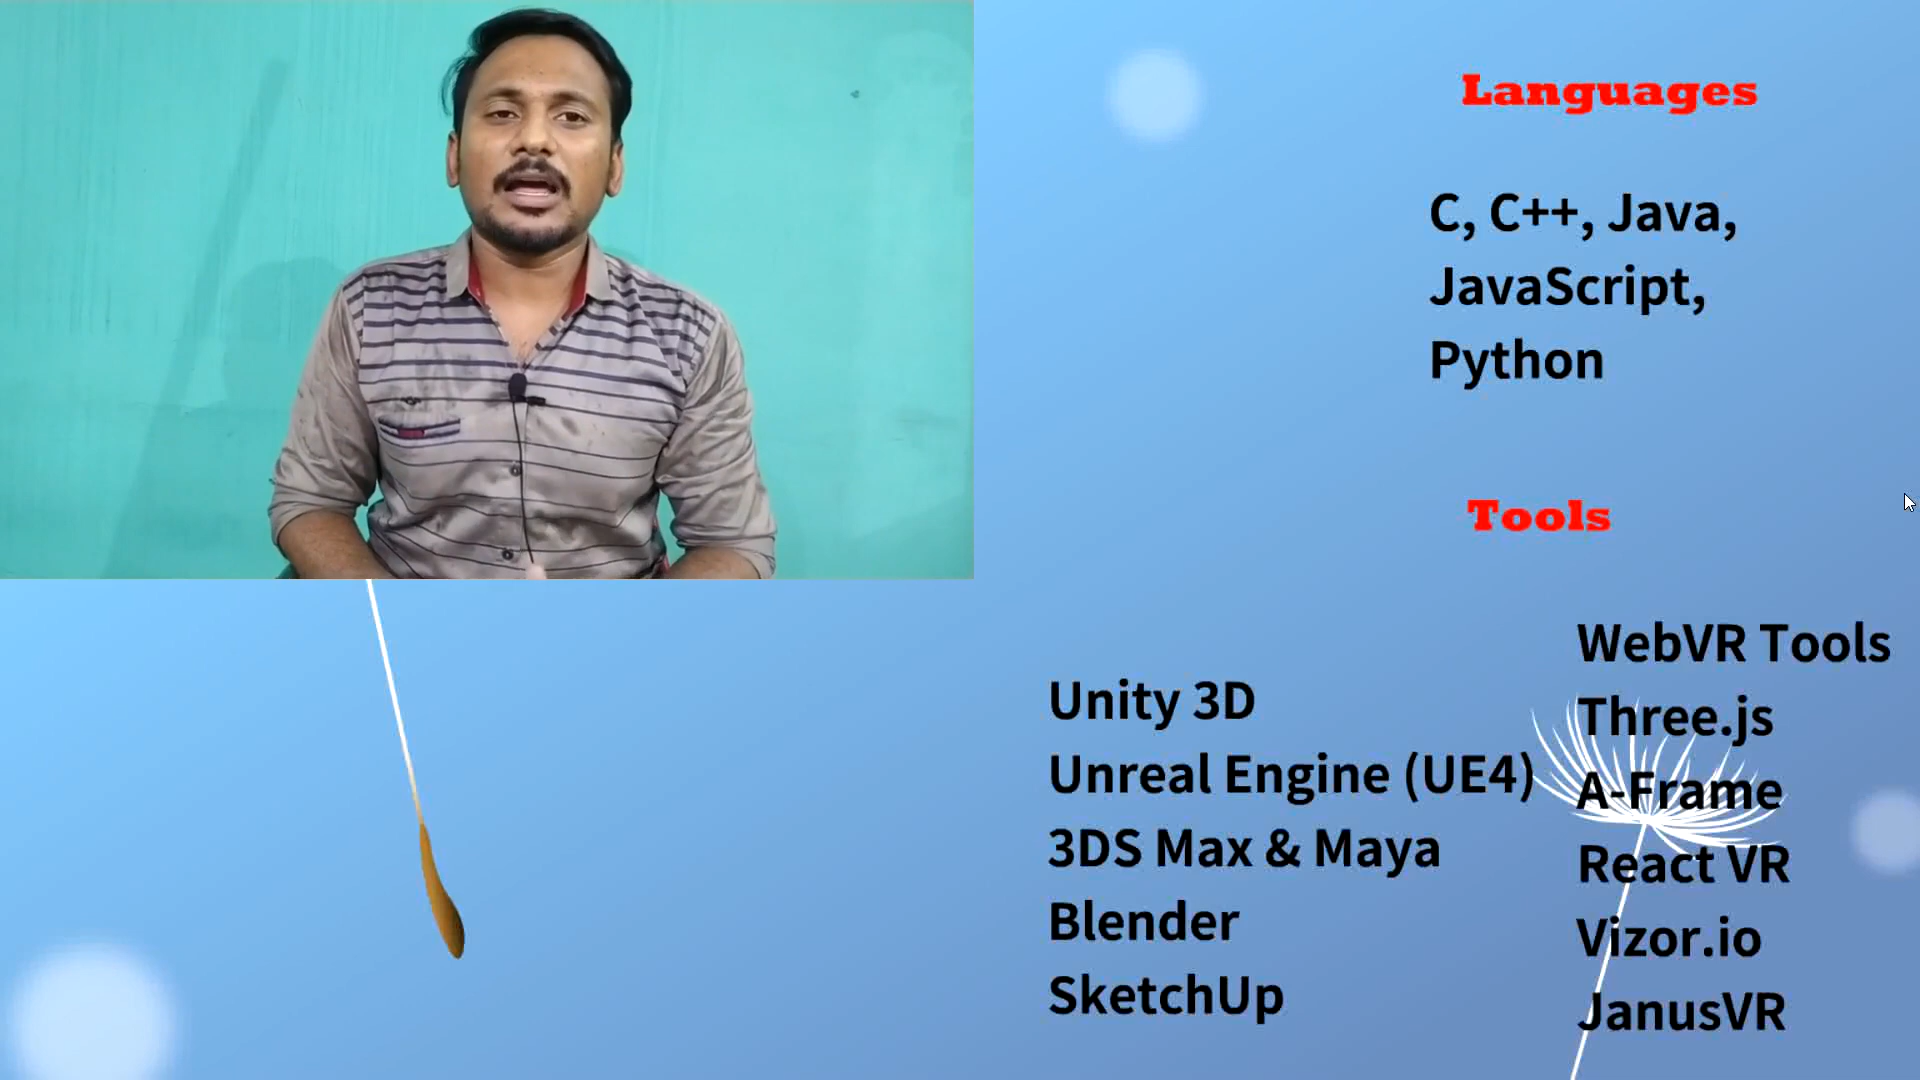 Languages
C, C++, Java,
JavaScript,
Python
Tools
Unity 3D
Unreal Engine (UE4)
3DS Max & Maya
Blender
SketchUp
WebVR Tools
Three.js
A-Frame
React VR
Vizor.io
JanusVR